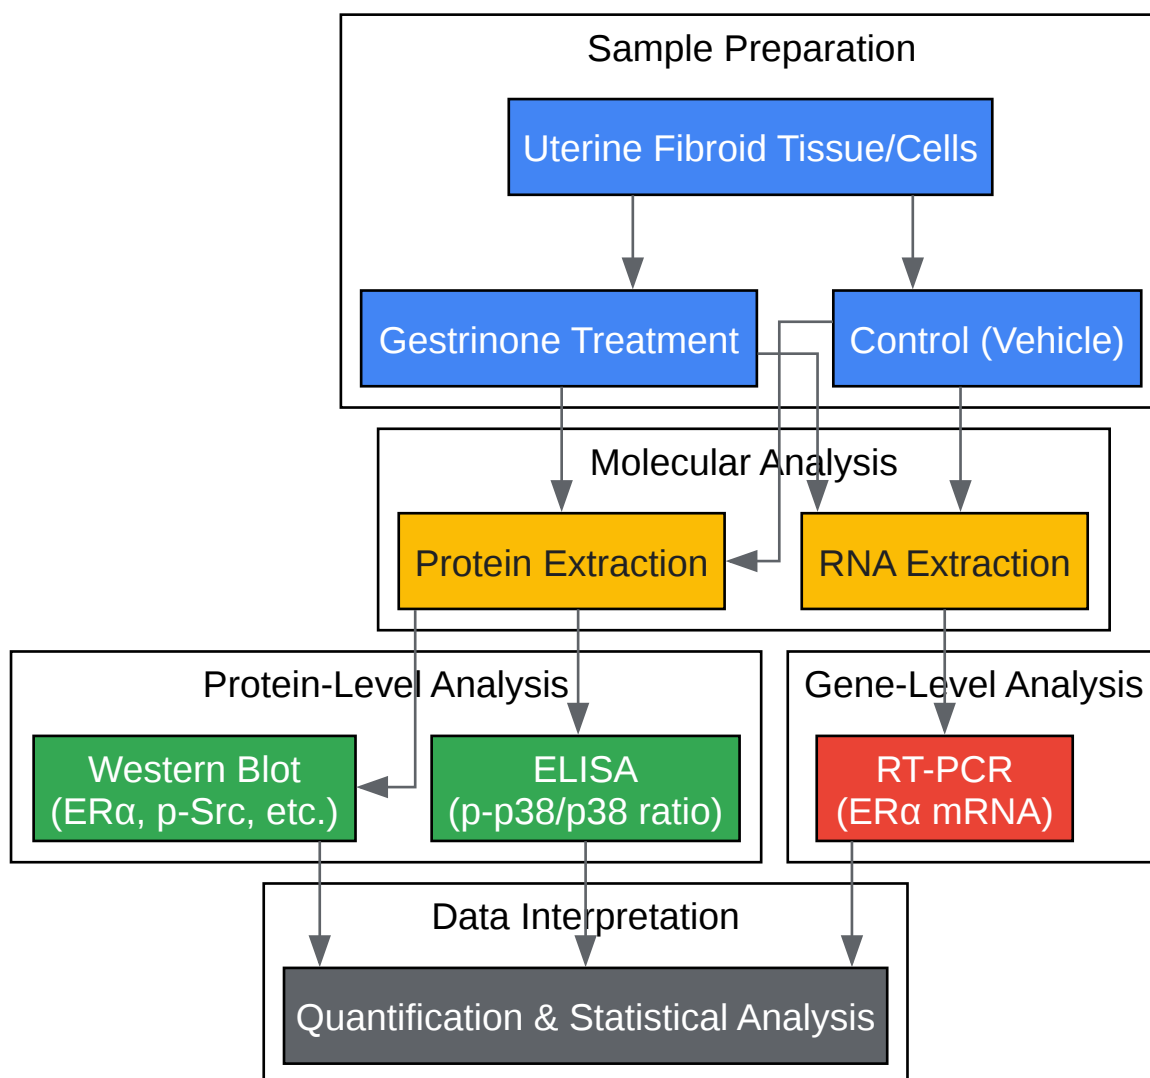 Sample Preparation
Uterine Fibroid Tissue/Cells
Gestrinone Treatment
Control (Vehicle)
Molecular Analysis
Protein Extraction
RNA Extraction
Protein-Level Analysis
Gene-Level Analysis
Western Blot
(ERα, p-Src, etc.)
ELISA
(p-p38/p38 ratio)
RT-PCR
(ERα mRNA)
Data Interpretation
Quantification & Statistical Analysis